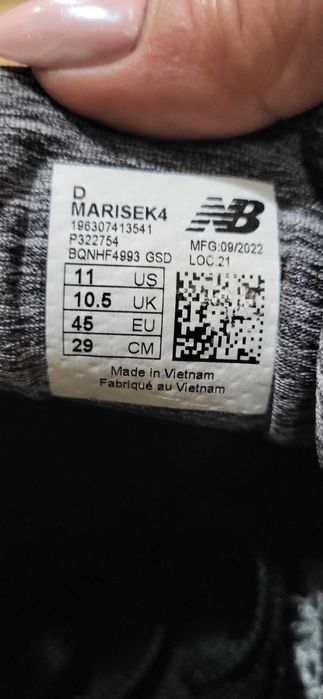 D
MARISEK4
196307413541
P322754
BQNHF4993 GSD
NB
MFG:09/2022
LOC.21
11 US
10.5 UK
45 EU
29 CM
Made in Vietnam
Fabriqué au Vietnam